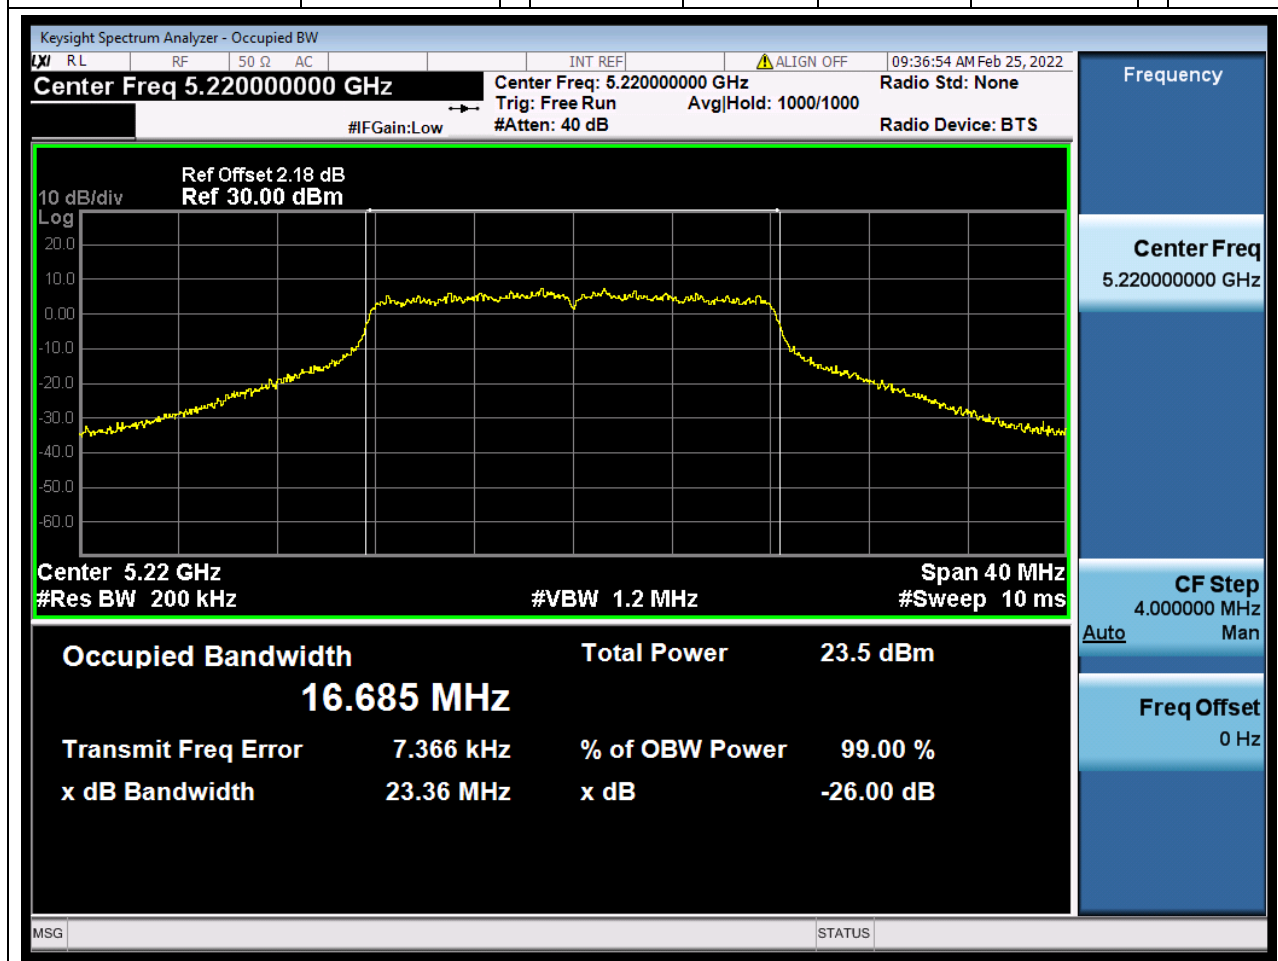 Keysight Spectrum Analyzer - Occupied BW
LXI RL RF 50 Ω AC INT REF ALIGN OFF 09:36:54 AM Feb 25, 2022
Center Freq 5.220000000 GHz
Center Freq: 5.220000000 GHz Radio Std: None
Trig: Free Run Avg|Hold: 1000/1000
#IFGain:Low #Atten: 40 dB Radio Device: BTS
Ref Offset 2.18 dB
10 dB/div Ref 30.00 dBm
Log
20.0
10.0
0.00
-10.0
-20.0
-30.0
-40.0
-50.0
-60.0
Center 5.22 GHz Span 40 MHz
#Res BW 200 kHz #VBW 1.2 MHz #Sweep 10 ms
Occupied Bandwidth Total Power 23.5 dBm
16.685 MHz
Transmit Freq Error 7.366 kHz % of OBW Power 99.00 %
x dB Bandwidth 23.36 MHz x dB -26.00 dB
MSG STATUS
Frequency
Center Freq
5.220000000 GHz
CF Step
4.000000 MHz
Auto Man
Freq Offset
0 Hz